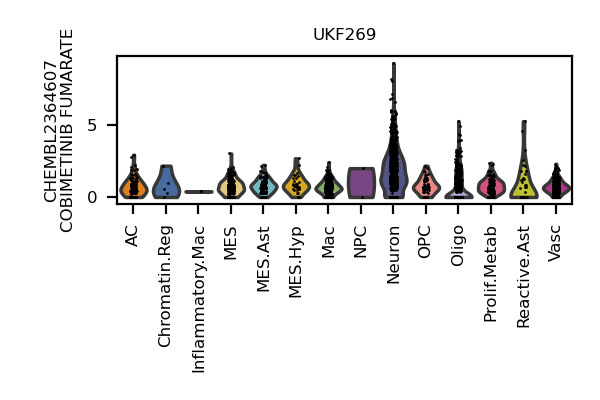 UKF269
CHEMBL2364607
COBIMETINIB FUMARATE
5
0
AC
Chromatin.Reg
Inflammatory.Mac
MES
MES.Ast
MES.Hyp
Mac
NPC
Neuron
OPC
Oligo
Prolif.Metab
Reactive.Ast
Vasc